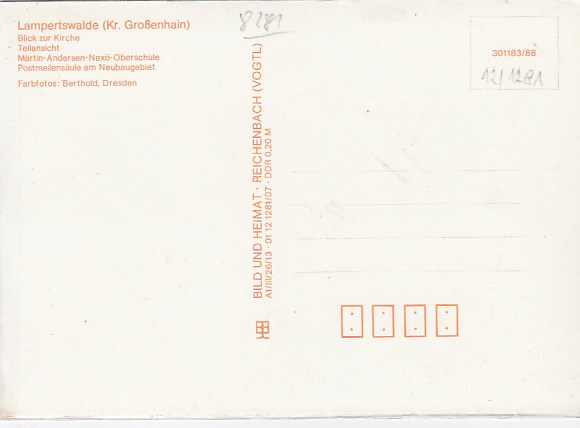 Lampertswalde (Kr. Großenhain)
Blick zur Kirche
Teilansicht
Martin-Andersen-Nexö-Oberschule
Postmeilensäule am Neubaugebiet
Farbfotos: Berthold, Dresden
8281
BILD UND HEIMAT · REICHENBACH (VOGTL)
A1/III/26/13 · 01 12 1281/07 · DDR 0,20 M
301183/88
12/1281